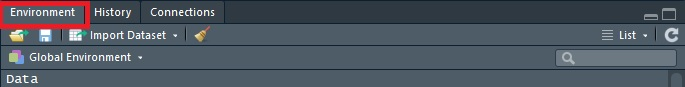 Environment History Connections
Import Dataset List
Global Environment
Data